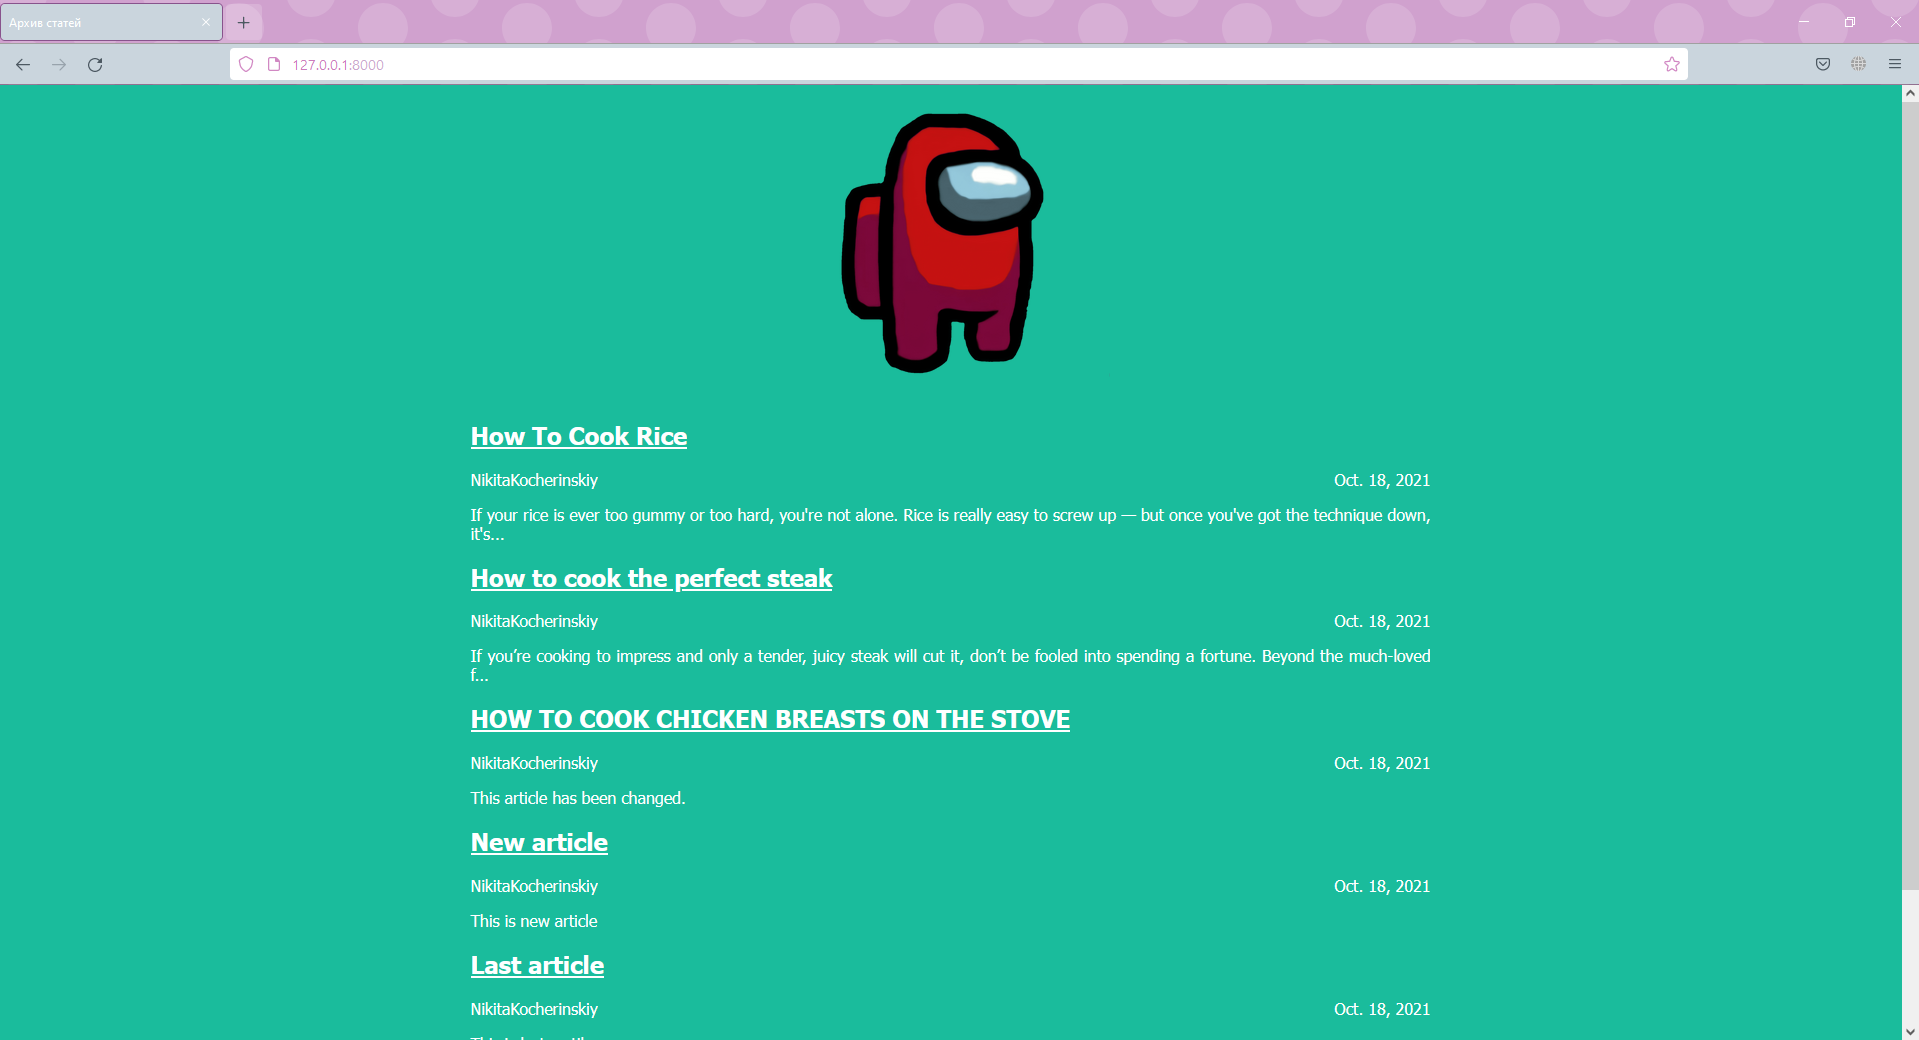 Архив статей
127.0.0.1:8000
How To Cook Rice
NikitaKocherinskiy Oct. 18, 2021
If your rice is ever too gummy or too hard, you're not alone. Rice is really easy to screw up — but once you've got the technique down,
it's...
How to cook the perfect steak
NikitaKocherinskiy Oct. 18, 2021
If you’re cooking to impress and only a tender, juicy steak will cut it, don’t be fooled into spending a fortune. Beyond the much-loved
f...
HOW TO COOK CHICKEN BREASTS ON THE STOVE
NikitaKocherinskiy Oct. 18, 2021
This article has been changed.
New article
NikitaKocherinskiy Oct. 18, 2021
This is new article
Last article
NikitaKocherinskiy Oct. 18, 2021